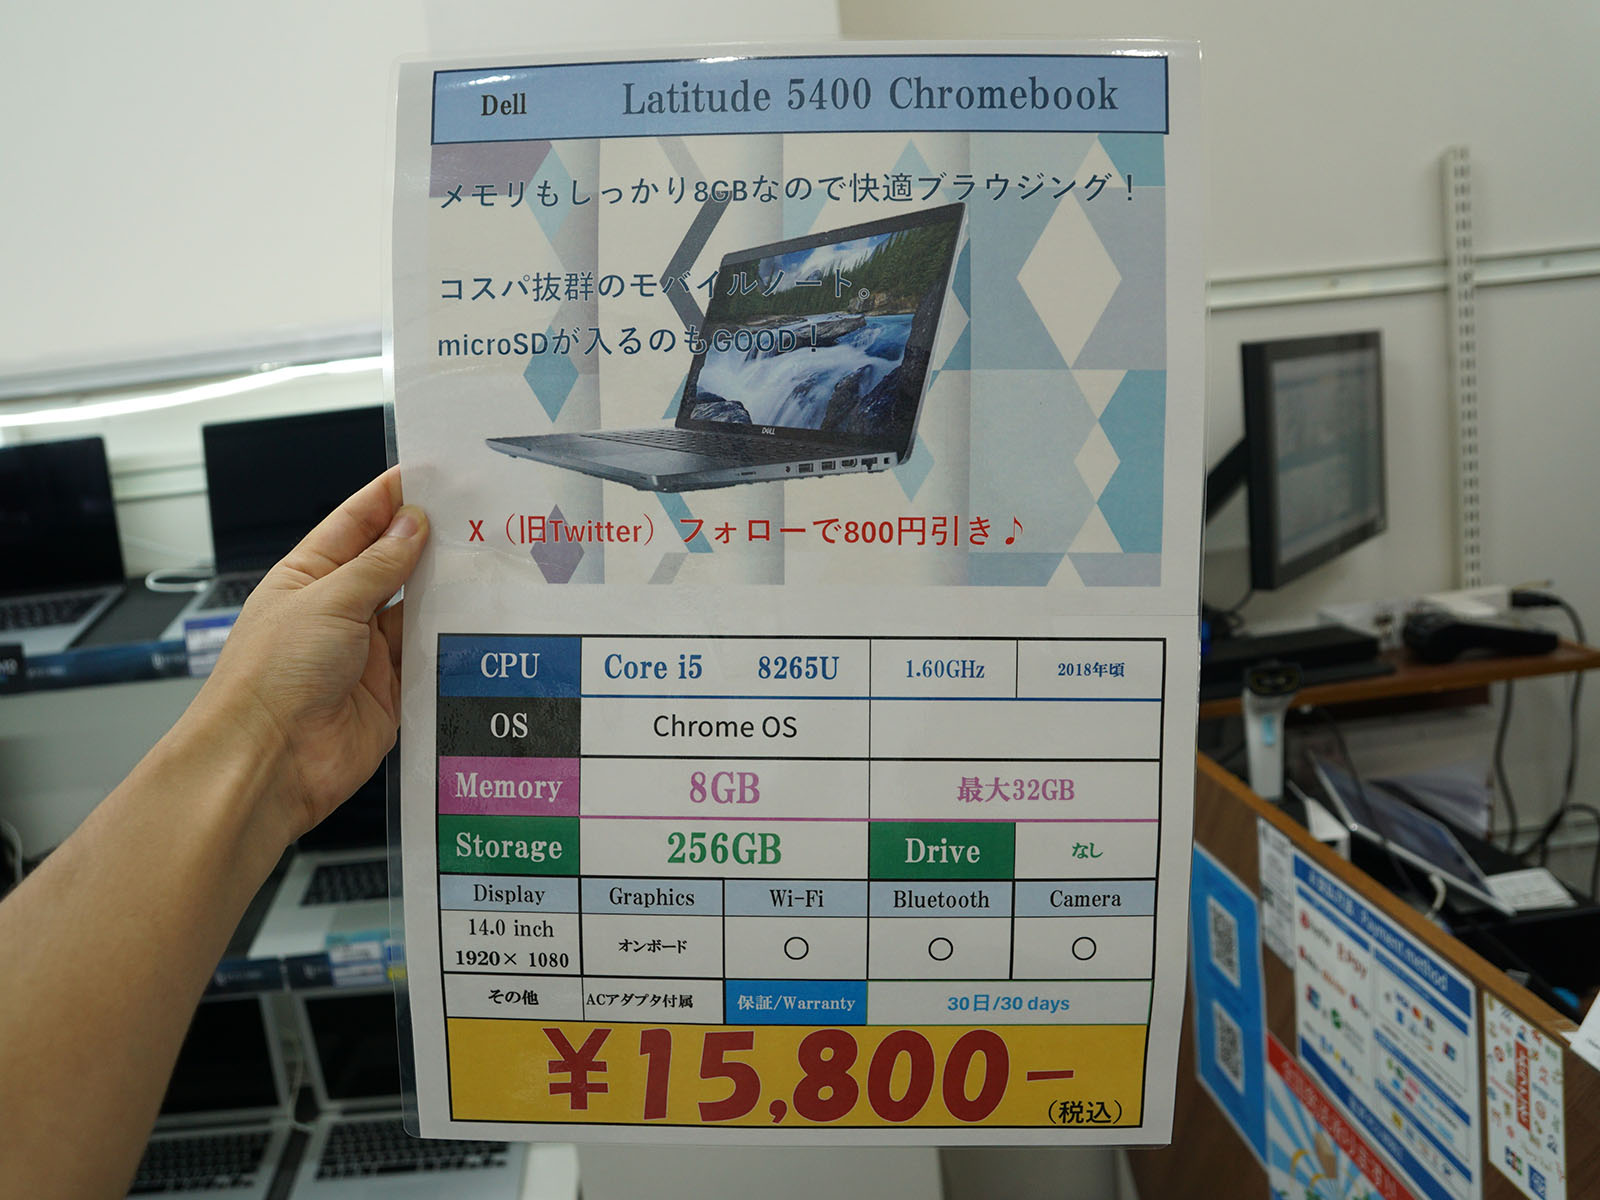 Dell Latitude 5400 Chromebook
メモリもしっかり8GBなので快適ブラウジング！
コスパ抜群のモバイルノート。
microSDが入るのもGOOD！
DELL
X（旧Twitter）フォローで800円引き♪
CPU Core i5 8265U 1.60GHz 2018年頃
OS Chrome OS
Memory 8GB 最大32GB
Storage 256GB Drive なし
Display Graphics Wi-Fi Bluetooth Camera
14.0 inch
1920× 1080 オンボード ○ ○ ○
その他 ACアダプタ付属 保証/Warranty 30日/30 days
￥15,800－
（税込）
Payment method